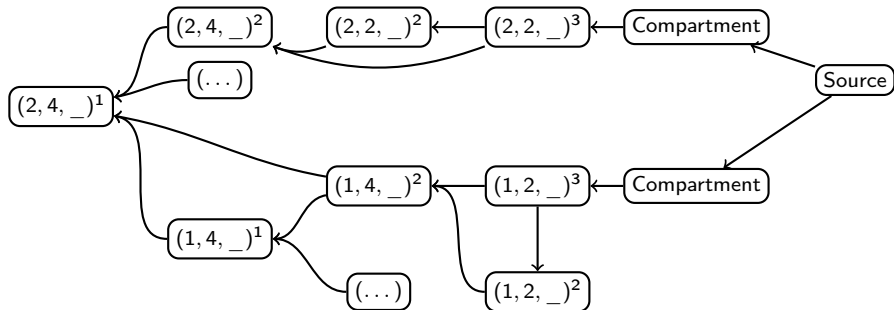 (2, 4, _)² (2, 2, _)² (2, 2, _)³ Compartment
(. . . ) Source
(2, 4, _)¹
(1, 4, _)² (1, 2, _)³ Compartment
(1, 4, _)¹
(. . . ) (1, 2, _)²